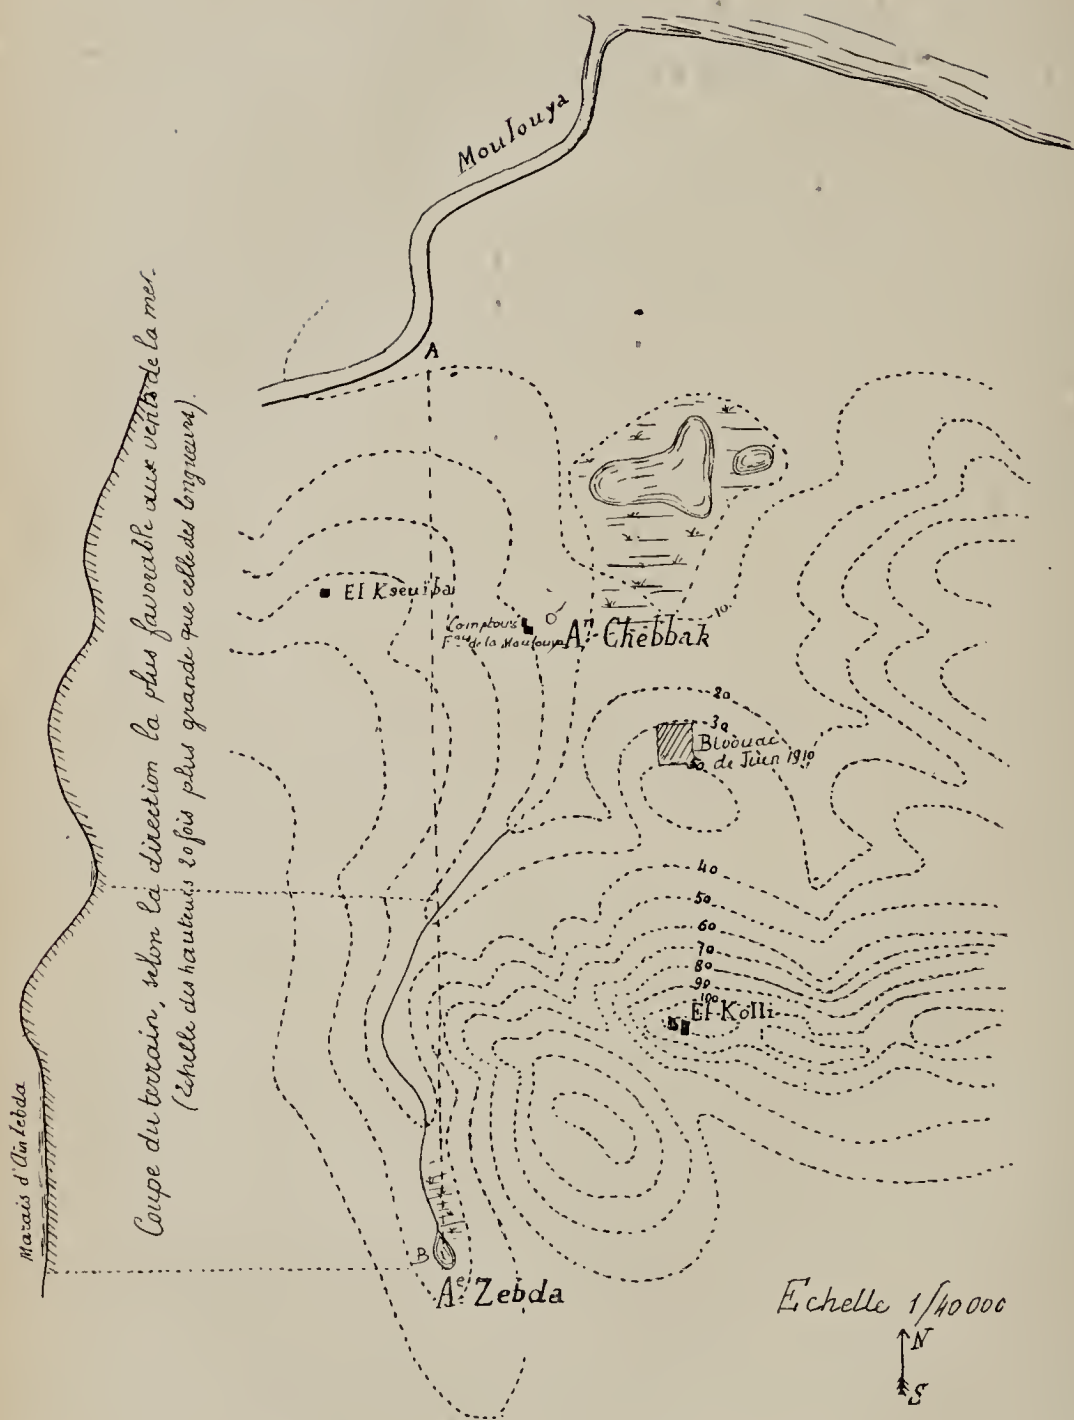 Moulouya
A
Coupe du terrain, selon la direction la plus favorable aux vents de la mer.
(Echelle des hauteurs 20 fois plus grande que celle des longueurs).
El Kseuiba
Comptoirs
F.çais de la Moulouya
Aⁿ Chebbak
10
20
30
Bivouac
50 de Juin 1910
40
50
60
70
80
90
100
El-Kolli
Marais d'Aïn Zebda
B
Aⁿ Zebda
Echelle 1/40000
N
S